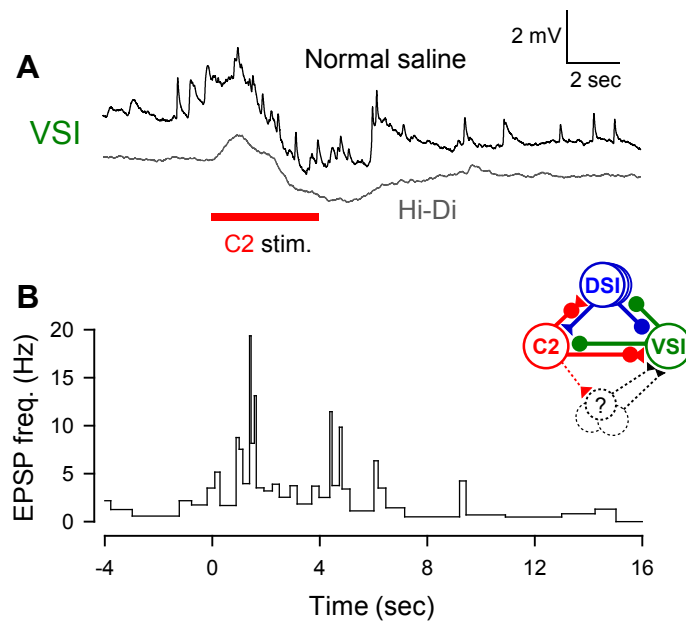 A
Normal saline
2 mV
2 sec
VSI
Hi-Di
C2 stim.
B
DSI
C2
VSI
?
EPSP freq. (Hz)
20
15
10
5
0
-4
0
4
8
12
16
Time (sec)